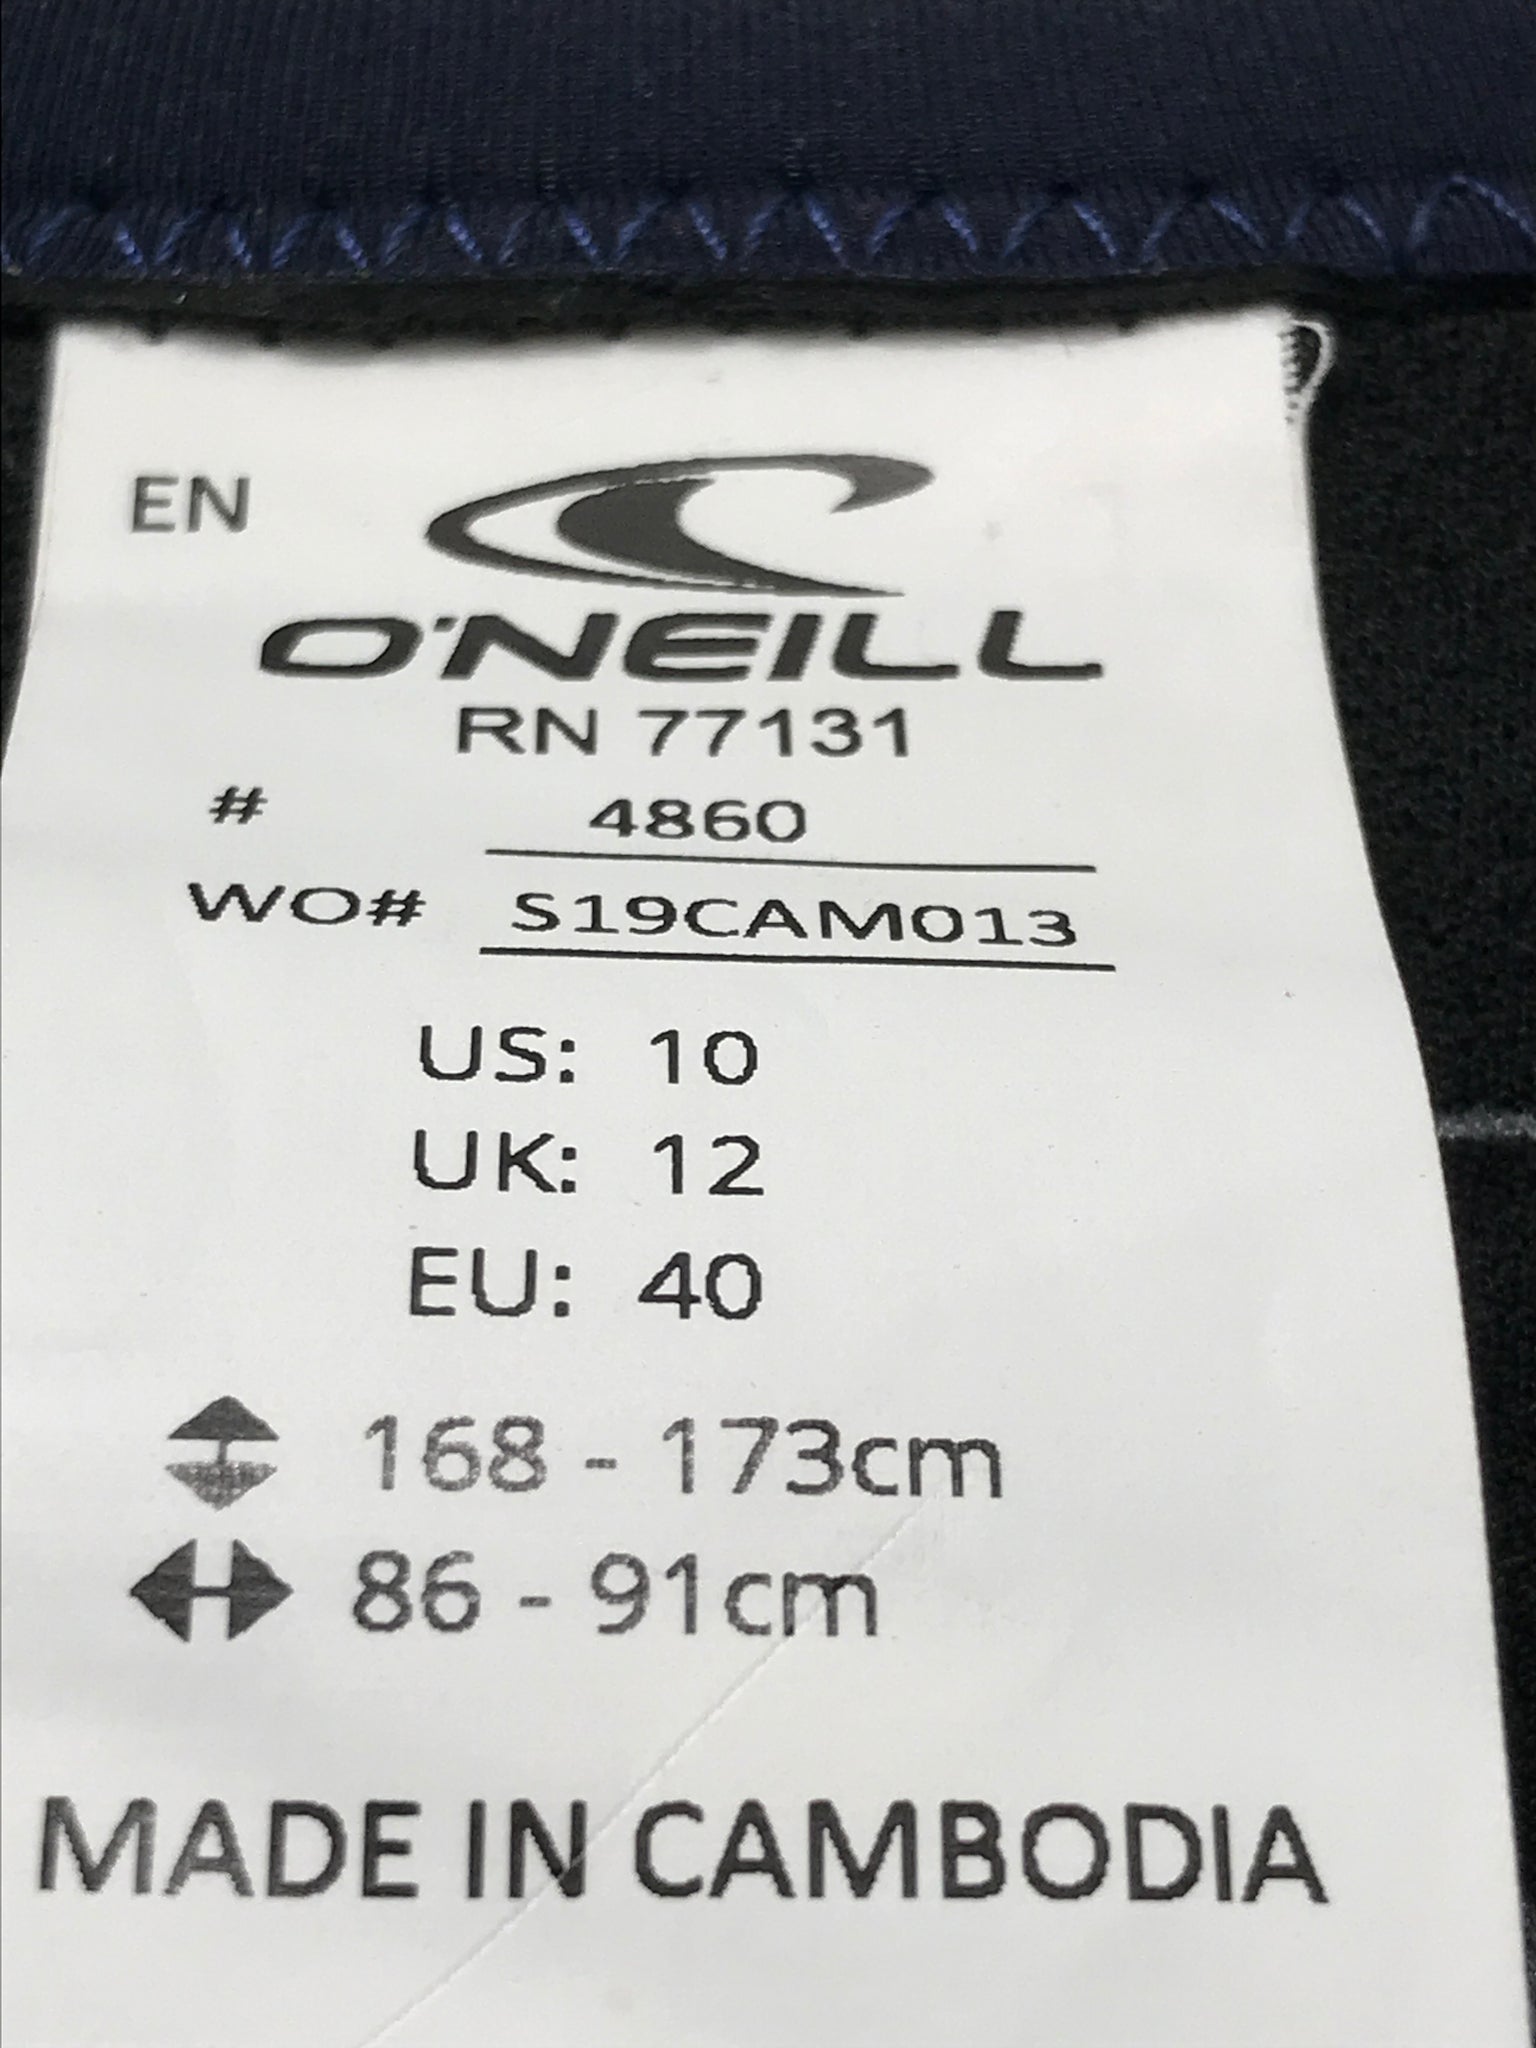 EN
O'NEILL
RN 77131
# 4860
WO# S19CAM013
US: 10
UK: 12
EU: 40
168 - 173cm
86 - 91cm
MADE IN CAMBODIA